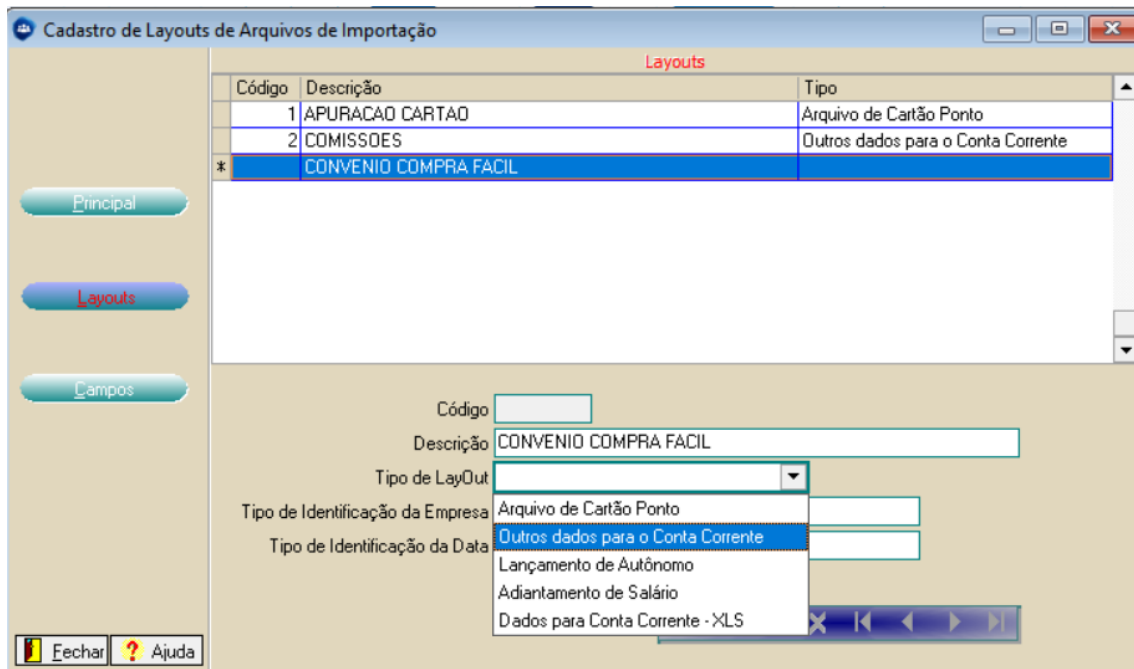 Cadastro de Layouts de Arquivos de Importação
Layouts
Código Descrição Tipo
1 APURACAO CARTAO Arquivo de Cartão Ponto
2 COMISSOES Outros dados para o Conta Corrente
* CONVENIO COMPRA FACIL
Principal
Layouts
Campos
Código
Descrição CONVENIO COMPRA FACIL
Tipo de LayOut
Tipo de Identificação da Empresa
Tipo de Identificação da Data
Arquivo de Cartão Ponto
Outros dados para o Conta Corrente
Lançamento de Autônomo
Adiantamento de Salário
Dados para Conta Corrente - XLS
Fechar ? Ajuda